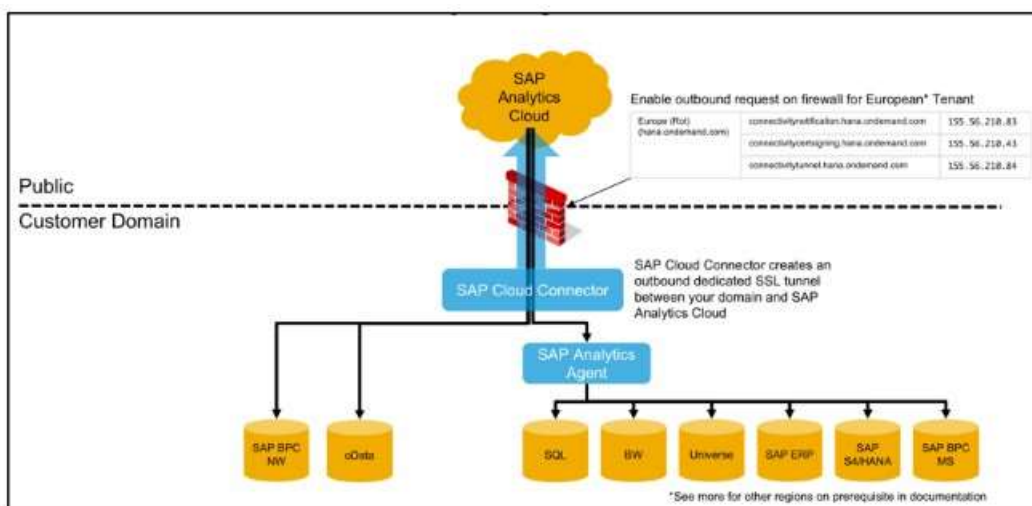 SAP
Analytics
Cloud
Enable outbound request on firewall for European* Tenant
Europe (Rot)
(hana.ondemand.com)
connectivitynotification.hana.ondemand.com
155.56.210.83
connectivitycertsigning.hana.ondemand.com
155.56.210.43
connectivitytunnel.hana.ondemand.com
155.56.210.84
Public
Customer Domain
SAP Cloud Connector
SAP Cloud Connector creates an
outbound dedicated SSL tunnel
between your domain and SAP
Analytics Cloud
SAP Analytics
Agent
SAP BPC
NW
oData
SQL
BW
Universe
SAP ERP
SAP
S4/HANA
SAP BPC
MS
*See more for other regions on prerequisite in documentation